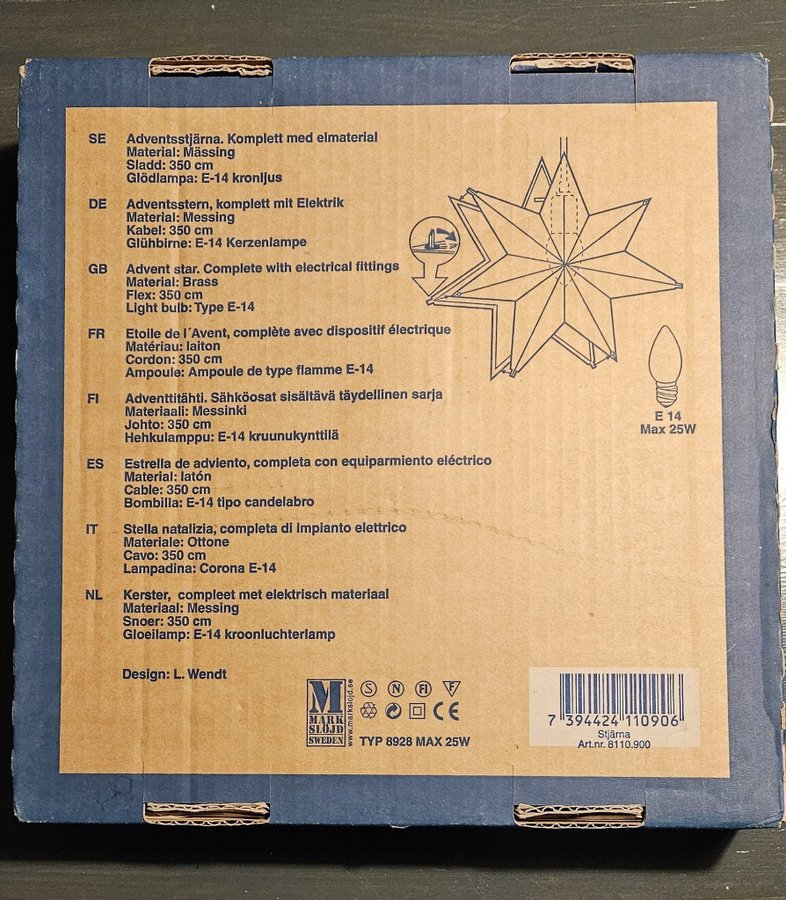 SE Adventsstjärna. Komplett med elmaterial
Material: Mässing
Sladd: 350 cm
Glödlampa: E-14 kronljus
DE Adventsstern, komplett mit Elektrik
Material: Messing
Kabel: 350 cm
Glühbirne: E-14 Kerzenlampe
GB Advent star. Complete with electrical fittings
Material: Brass
Flex: 350 cm
Light bulb: Type E-14
FR Etoile de l´Avent, complète avec dispositif électrique
Matériau: laiton
Cordon: 350 cm
Ampoule: Ampoule de type flamme E-14
FI Adventtitähti. Sähköosat sisältävä täydellinen sarja
Materiaali: Messinki
Johto: 350 cm
Hehkulamppu: E-14 kruunukynttilä
ES Estrella de adviento, completa con equiparmiento eléctrico
Material: latón
Cable: 350 cm
Bombilla: E-14 tipo candelabro
IT Stella natalizia, completa di impianto elettrico
Materiale: Ottone
Cavo: 350 cm
Lampadina: Corona E-14
NL Kerster, compleet met elektrisch materiaal
Materiaal: Messing
Snoer: 350 cm
Gloeilamp: E-14 kroonluchterlamp
E 14
Max 25W
Design: L. Wendt
M
MARK
SLÖJD
SWEDEN
www.markslojd.se
S N FI V
CE
TYP 8928 MAX 25W
7 394424 110906
Stjärna
Art.nr. 8110.900